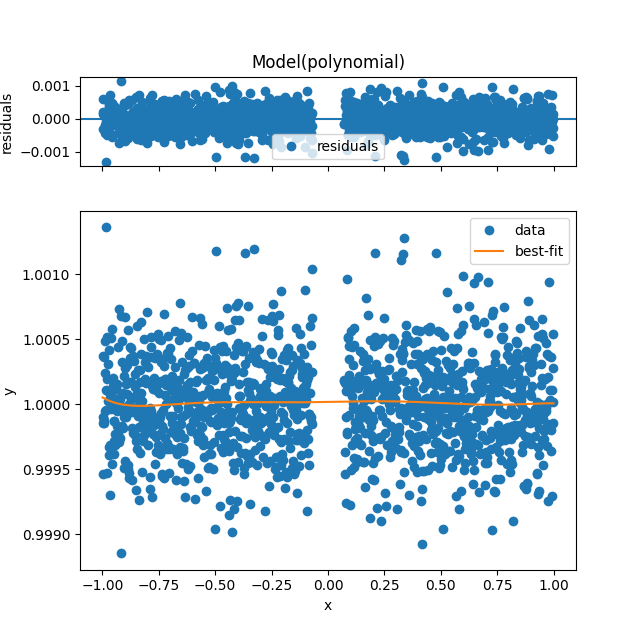 Model(polynomial)
residuals
0.001
0.000
−0.001
residuals
data
best-fit
y
1.0010
1.0005
1.0000
0.9995
0.9990
−1.00 −0.75 −0.50 −0.25 0.00 0.25 0.50 0.75 1.00
x